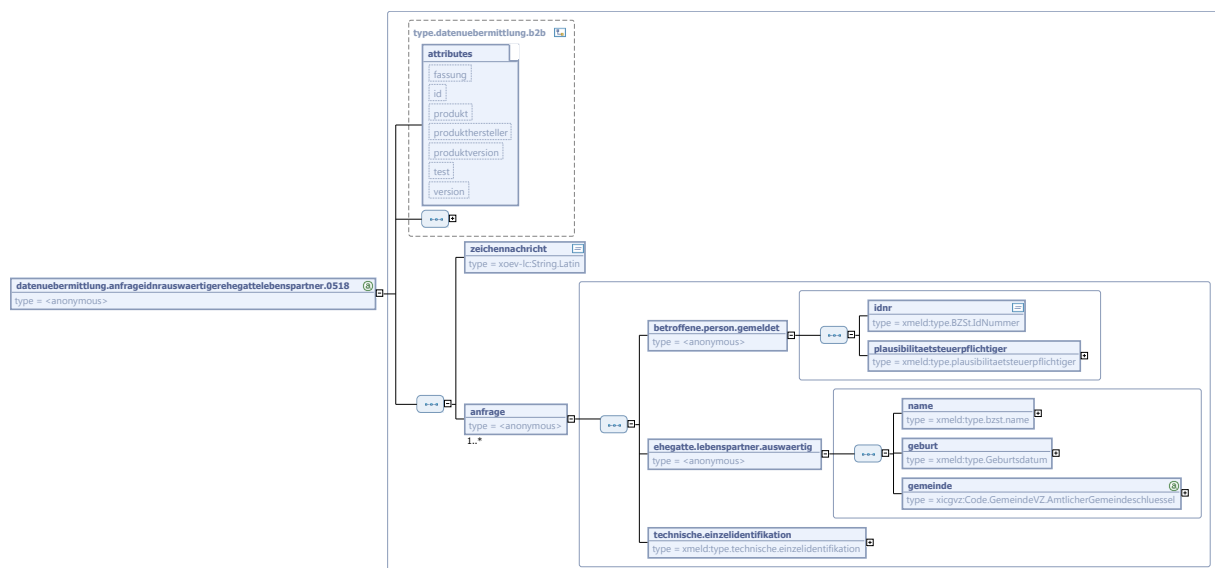 type.datenuebermittlung.b2b
attributes
fassung
id
produkt
produkthersteller
produktversion
test
version
zeichennachricht
type = xoev-lc:String.Latin
datenuebermittlung.anfrageidnrauswaertigerehegattelebenspartner.0518
type = <anonymous>
idnr
type = xmeld:type.BZSt.IdNummer
betroffene.person.gemeldet
type = <anonymous>
plausibilitaetsteuerpflichtiger
type = xmeld:type.plausibilitaetsteuerpflichtiger
anfrage
type = <anonymous>
1..*
name
type = xmeld:type.bzst.name
ehegatte.lebenspartner.auswaertig
type = <anonymous>
geburt
type = xmeld:type.Geburtsdatum
gemeinde
type = xicgvz:Code.GemeindeVZ.AmtlicherGemeindeschluessel
technische.einzelidentifikation
type = xmeld:type.technische.einzelidentifikation